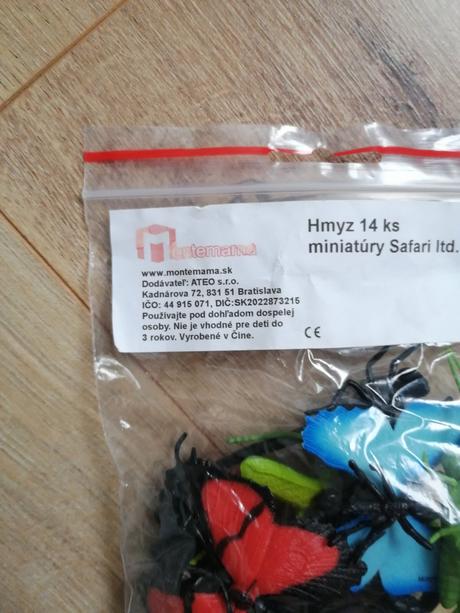 Montemama
Hmyz 14 ks
miniatúry Safari ltd.
www.montemama.sk
Dodávateľ: ATEO s.r.o.
Kadnárova 72, 831 51 Bratislava
IČO: 44 915 071, DIČ:SK2022873215
Používajte pod dohľadom dospelej
osoby. Nie je vhodné pre deti do
3 rokov. Vyrobené v Číne.
CE